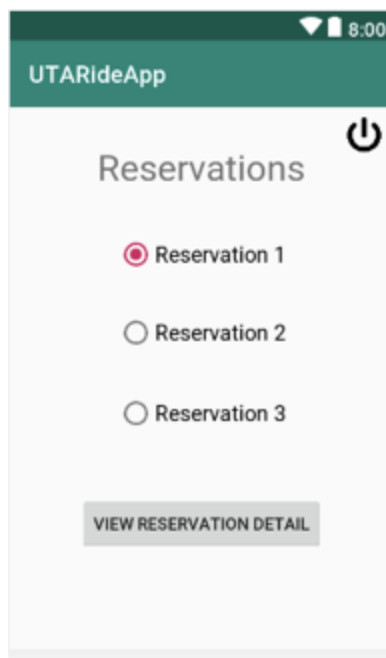 8:00
UTARideApp
Reservations
Reservation 1
Reservation 2
Reservation 3
VIEW RESERVATION DETAIL